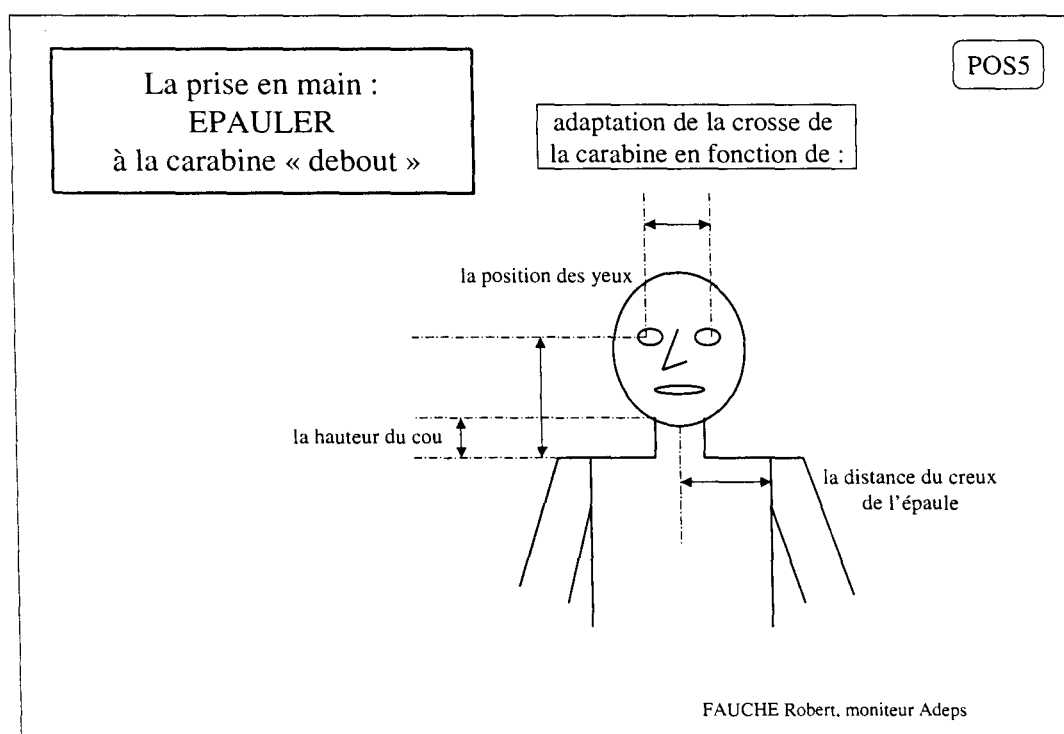 La prise en main :
EPAULER
à la carabine « debout »
POS5
adaptation de la crosse de
la carabine en fonction de :
la position des yeux
la hauteur du cou
la distance du creux
de l'épaule
FAUCHE Robert, moniteur Adeps